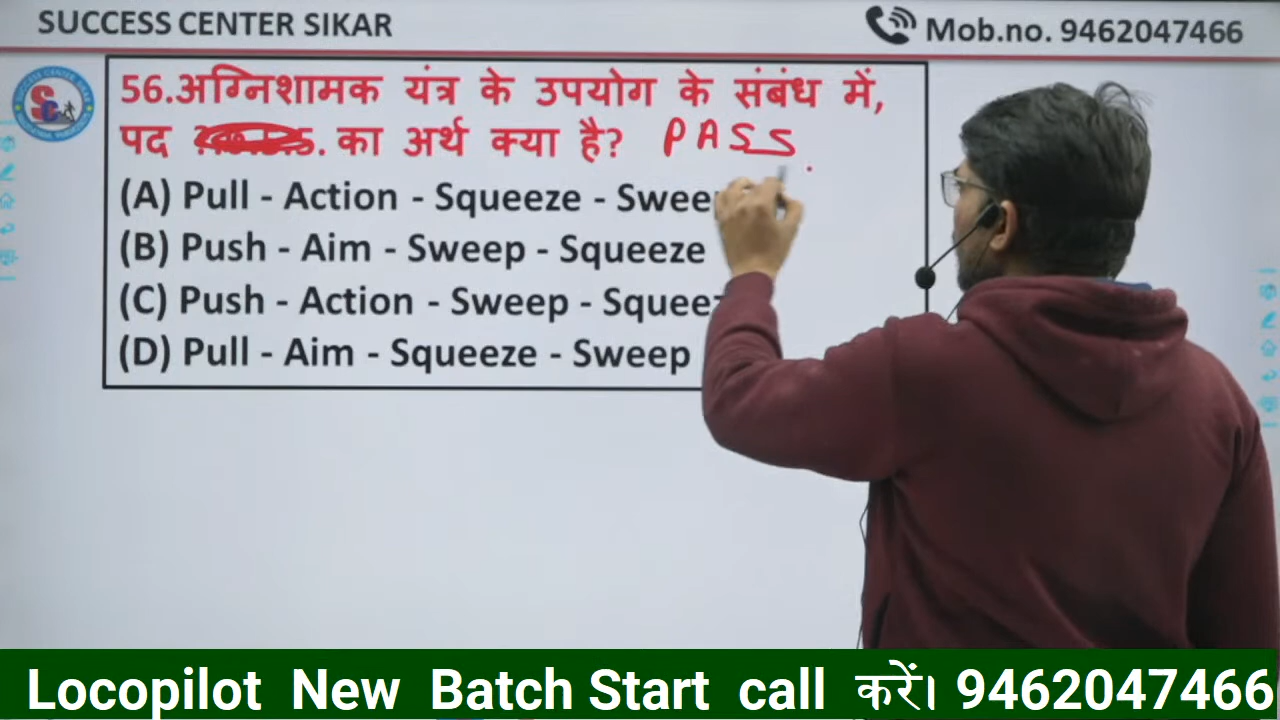 SUCCESS CENTER SIKAR
Mob.no. 9462047466
56.अग्निशामक यंत्र के उपयोग के संबंध में,
पद का अर्थ क्या है? PASS
(A) Pull - Action - Squeeze - Swee
(B) Push - Aim - Sweep - Squeeze
(C) Push - Action - Sweep - Squee
(D) Pull - Aim - Squeeze - Sweep
Locopilot New Batch Start call करें। 9462047466